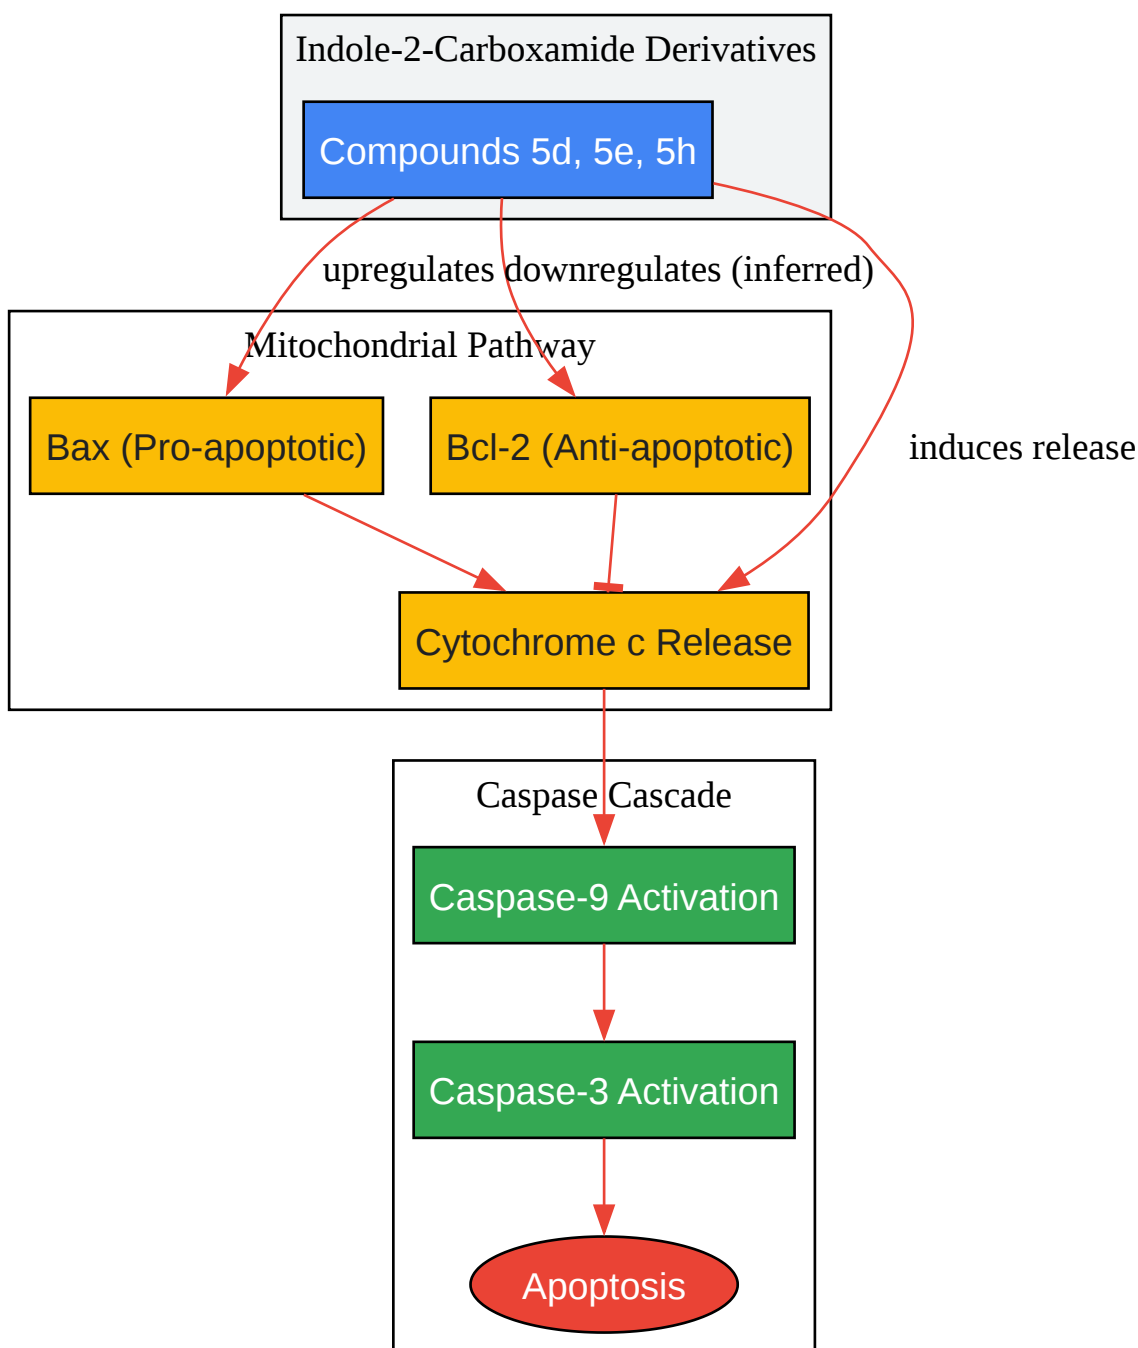 Indole-2-Carboxamide Derivatives
Compounds 5d, 5e, 5h
upregulates
downregulates (inferred)
Mitochondrial Pathway
Bax (Pro-apoptotic)
Bcl-2 (Anti-apoptotic)
induces release
Cytochrome c Release
Caspase Cascade
Caspase-9 Activation
Caspase-3 Activation
Apoptosis